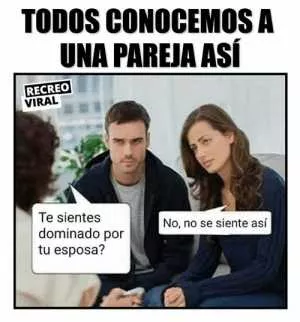 TODOS CONOCEMOS A
UNA PAREJA ASÍ
RECREO
VIRAL
Te sientes
dominado por
tu esposa?
No, no se siente así